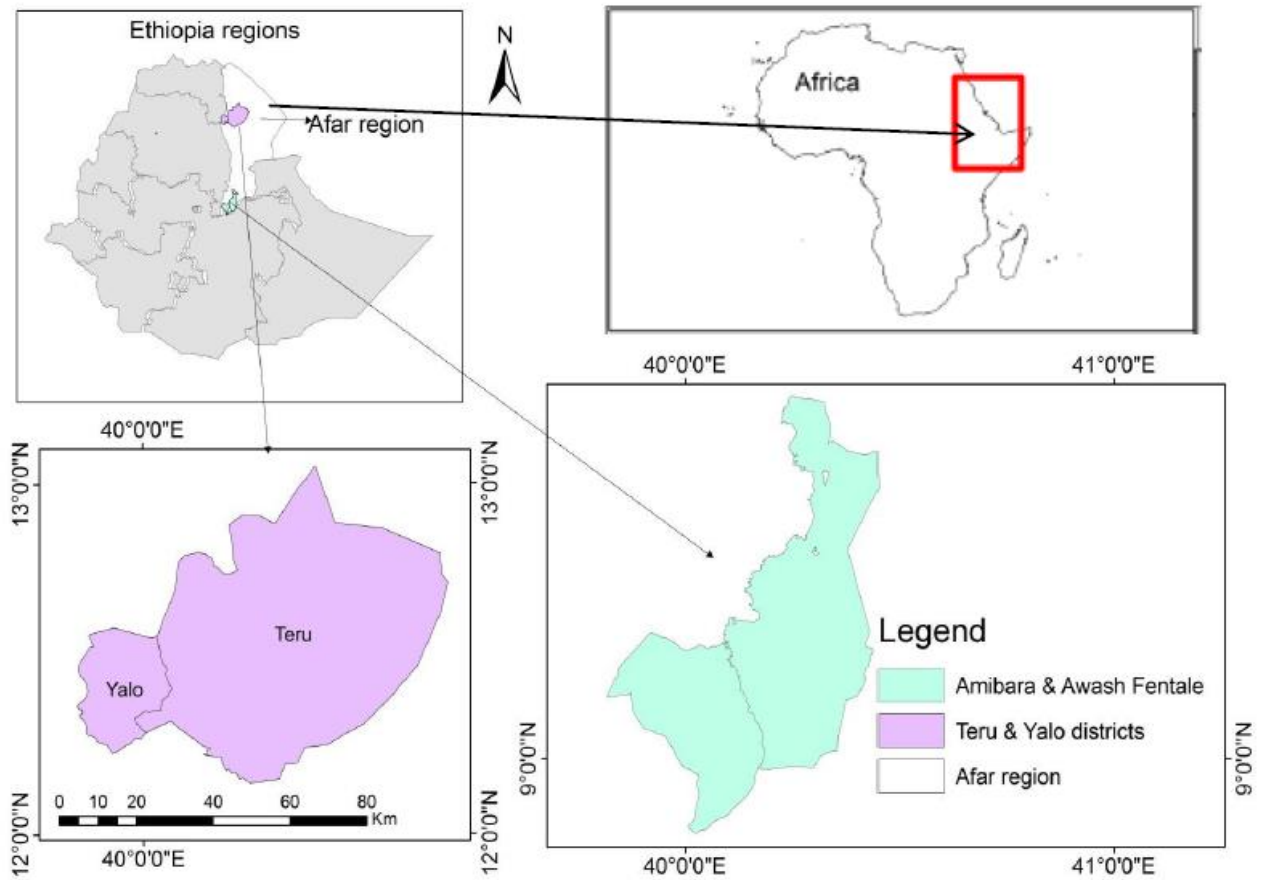 Ethiopia regions
Afar region
N
Africa
40°0'0"E
13°0'0"N
13°0'0"N
Teru
Yalo
0 10 20 40 60 80
Km
12°0'0"N
12°0'0"N
40°0'0"E
40°0'0"E 41°0'0"E
Legend
Amibara & Awash Fentale
Teru & Yalo districts
Afar region
9°0'0"N
9°0'0"N
40°0'0"E 41°0'0"E